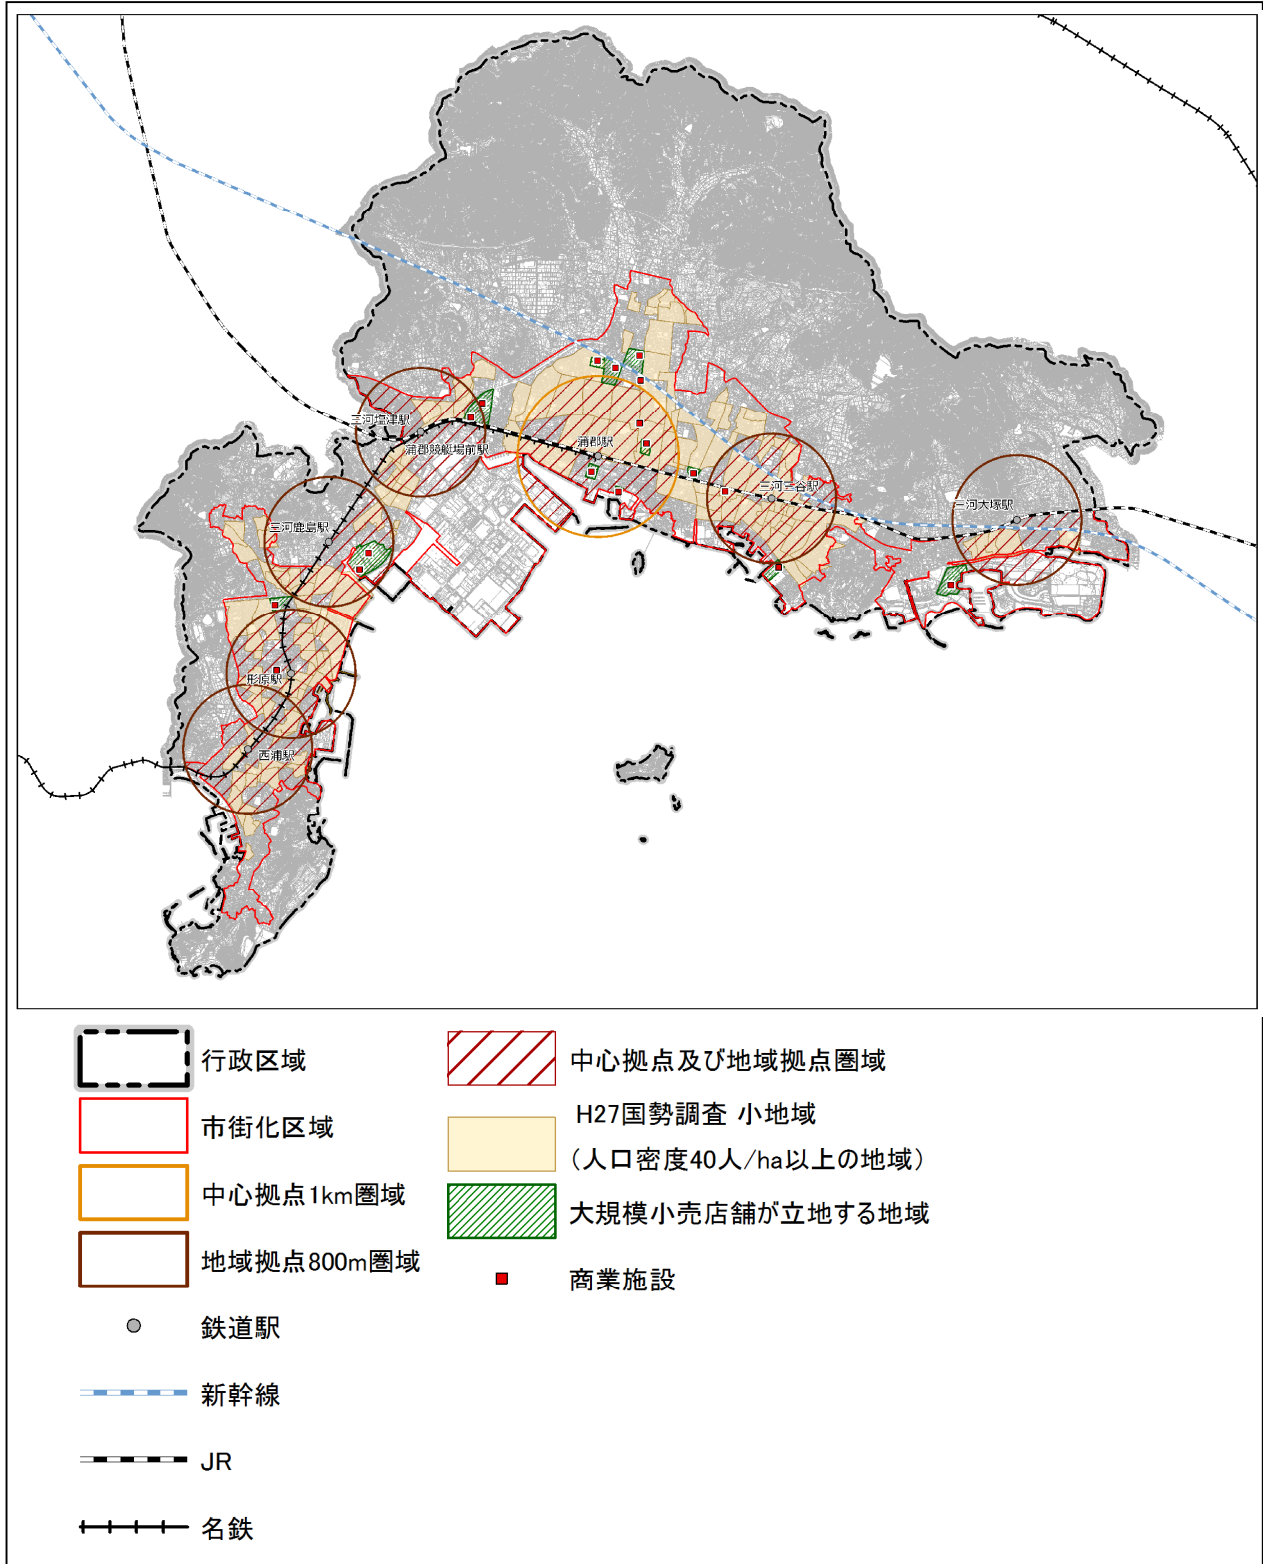 三河塩津駅
蒲郡競艇場前駅
蒲郡駅
三河三谷駅
三河大塚駅
三河鹿島駅
形原駅
西浦駅
行政区域
市街化区域
中心拠点1km圏域
地域拠点800m圏域
鉄道駅
新幹線
JR
名鉄
中心拠点及び地域拠点圏域
H27国勢調査 小地域
（人口密度40人/ha以上の地域）
大規模小売店舗が立地する地域
商業施設